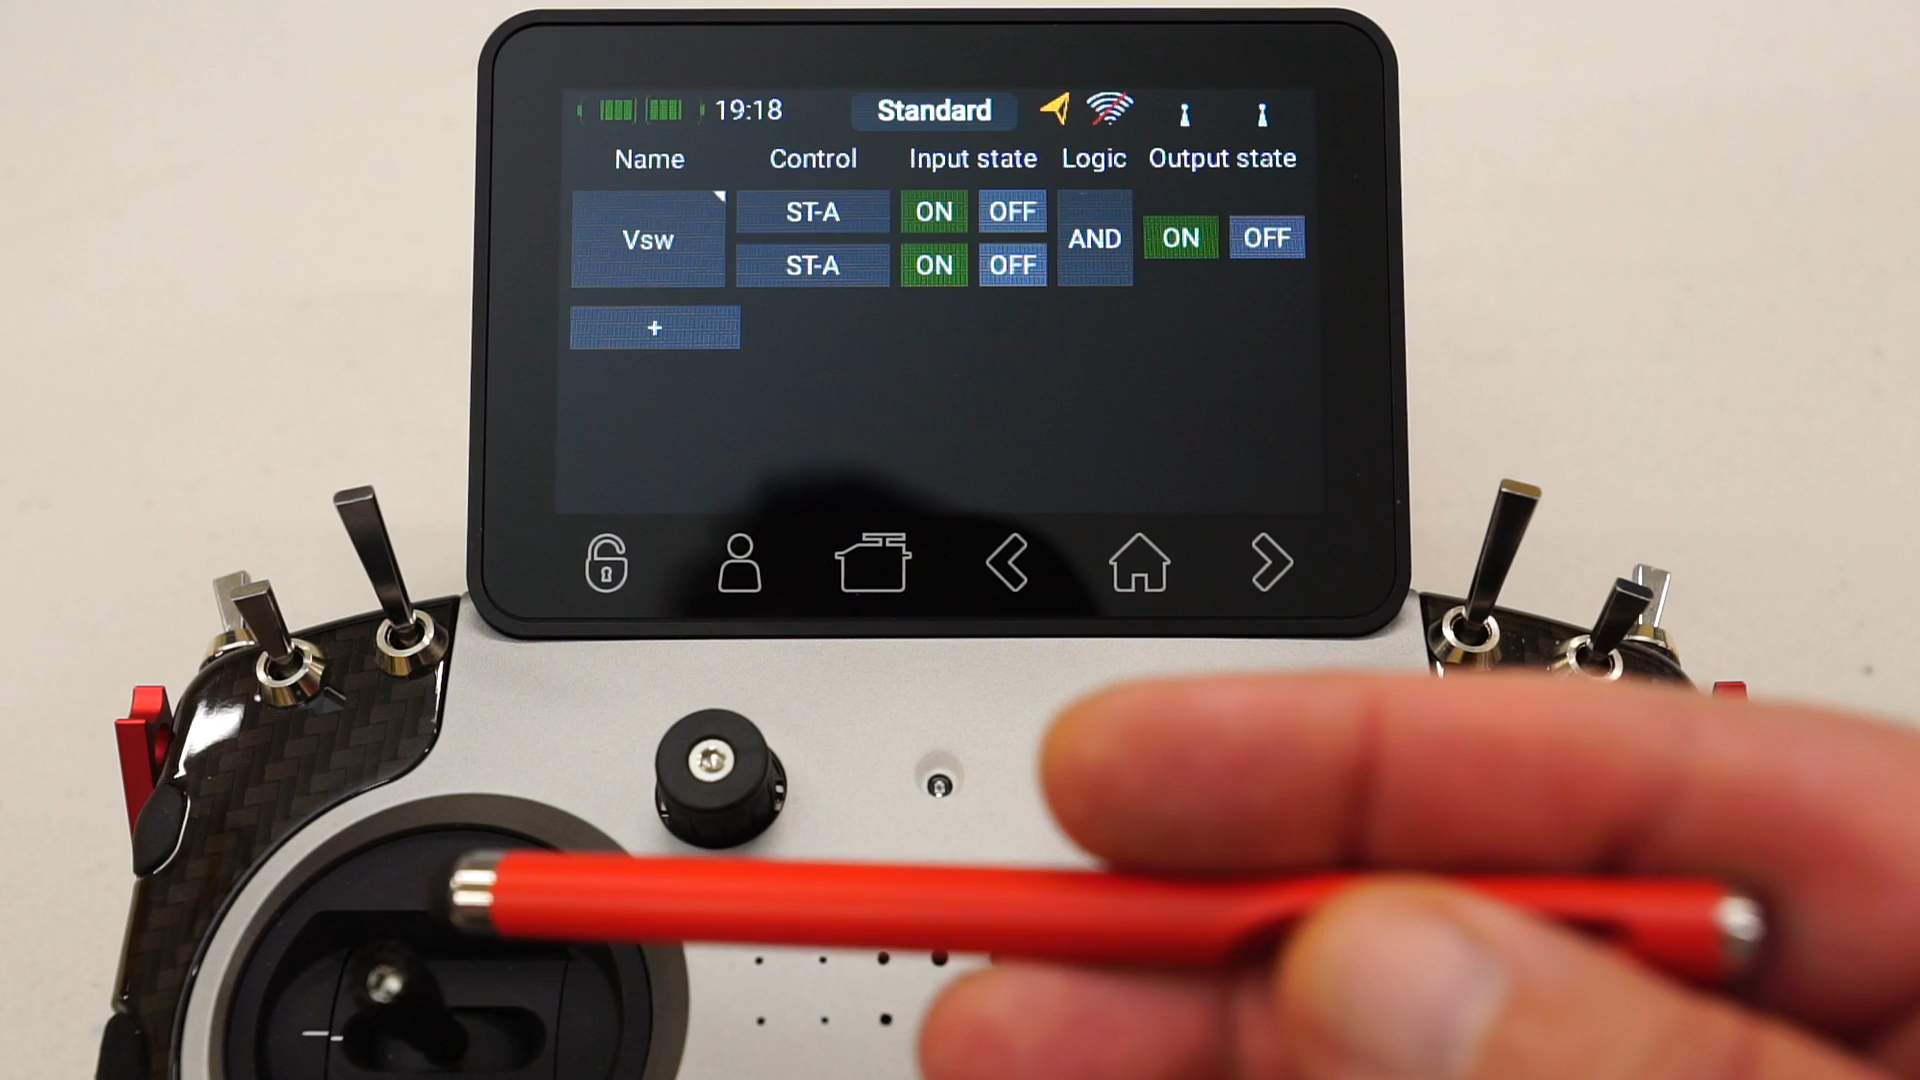 19:18 Standard
Name Control Input state Logic Output state
Vsw ST-A ON OFF AND ON OFF
ST-A ON OFF
+